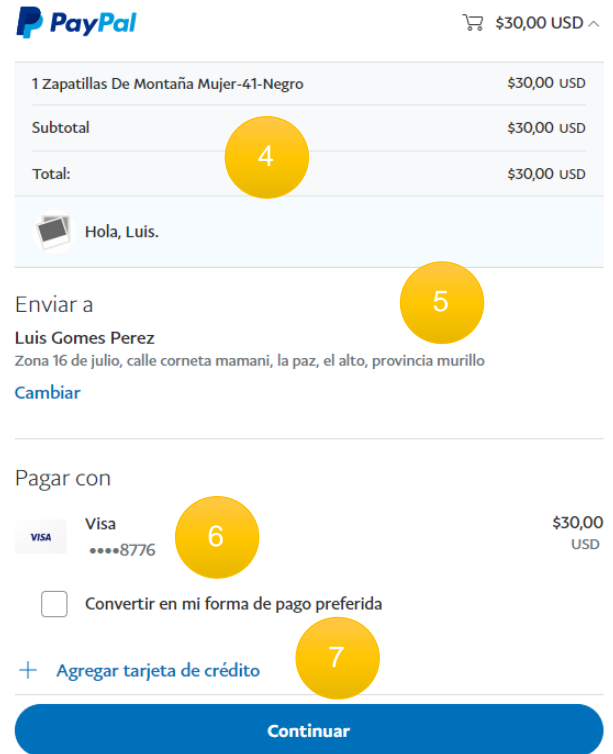 PayPal $30,00 USD
1 Zapatillas De Montaña Mujer-41-Negro $30,00 USD
Subtotal $30,00 USD
4
Total: $30,00 USD
Hola, Luis.
5
Enviar a
Luis Gomes Perez
Zona 16 de julio, calle corneta mamani, la paz, el alto, provincia murillo
Cambiar
Pagar con
Visa $30,00
VISA 6
••••8776 USD
Convertir en mi forma de pago preferida
7
+ Agregar tarjeta de crédito
Continuar